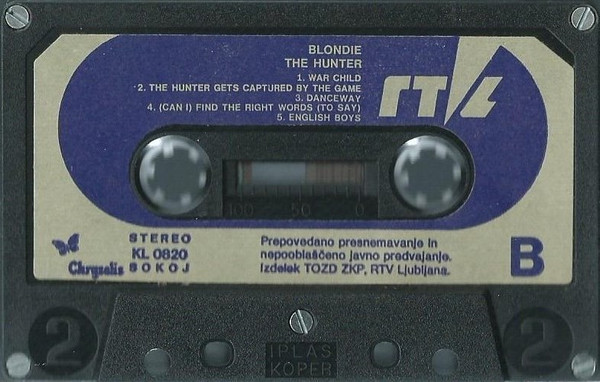 BLONDIE
THE HUNTER
1. WAR CHILD
2. THE HUNTER GETS CAPTURED BY THE GAME
3. DANCEWAY
4. (CAN I) FIND THE RIGHT WORDS (TO SAY)
5. ENGLISH BOYS
RTL
100 50 0
STEREO
KL 0820
SOKOJ
Chrysalis
Prepovedano presnemavanje in
nepooblaščeno javno predvajanje.
Izdelek TOZD ZKP, RTV Ljubljana.
B
2
2
IPLAS
KOPER